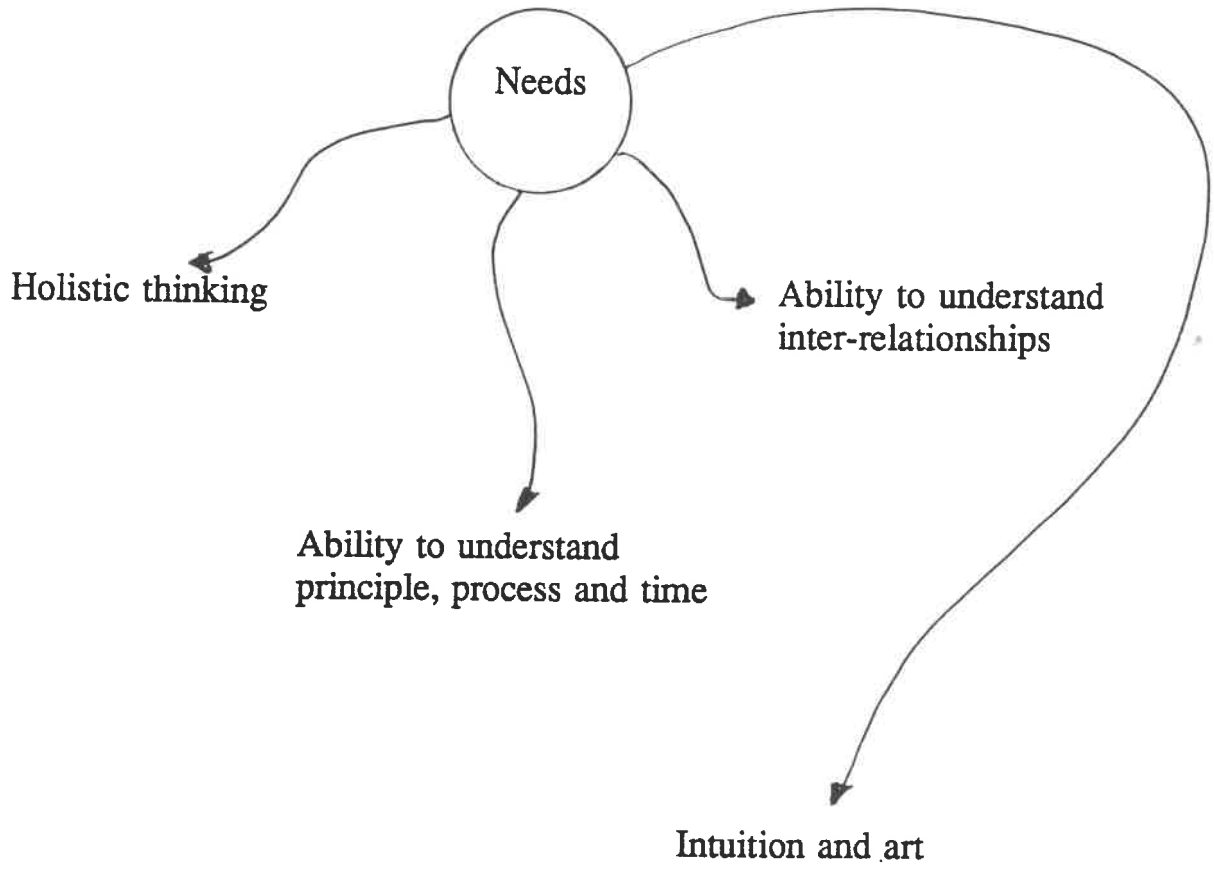 Needs
Holistic thinking
Ability to understand
inter-relationships
Ability to understand
principle, process and time
Intuition and art